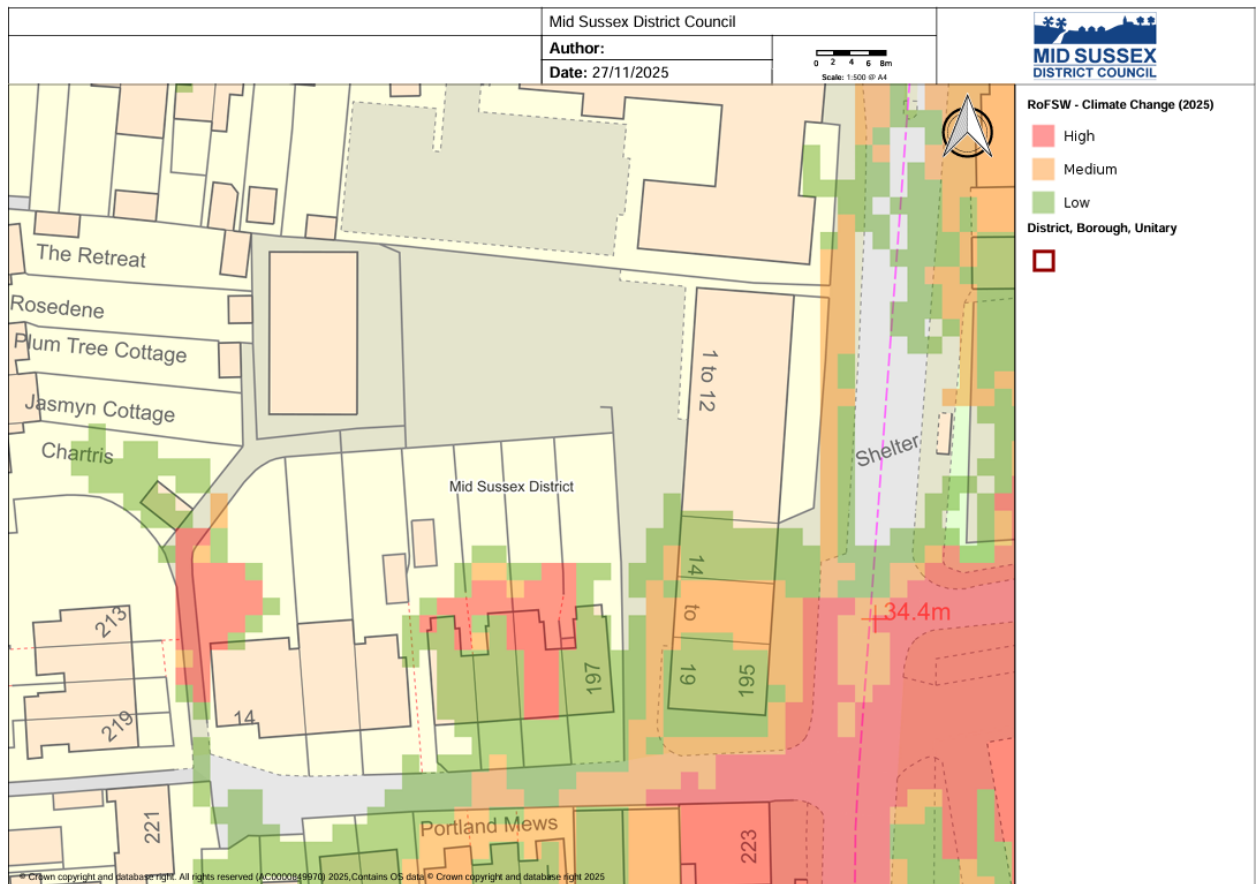 Mid Sussex District Council
Author:
Date: 27/11/2025
0 2 4 6 8m
Scale: 1:500 @ A4
MID SUSSEX
DISTRICT COUNCIL
RoFSW - Climate Change (2025)
High
Medium
Low
District, Borough, Unitary
The Retreat
Rosedene
Plum Tree Cottage
Jasmyn Cottage
Chartris
1 to 12
Shelter
Mid Sussex District
14 to 19
34.4m
213
219
14
197
195
221
Portland Mews
223
© Crown copyright and database right. All rights reserved (AC0000849970) 2025,Contains OS data © Crown copyright and database right 2025